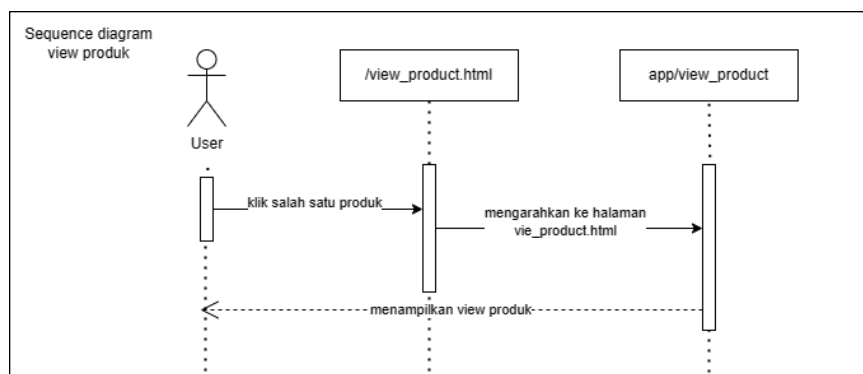 Sequence diagram
view produk
/view_product.html
app/view_product
User
klik salah satu produk
mengarahkan ke halaman
vie_product.html
menampilkan view produk